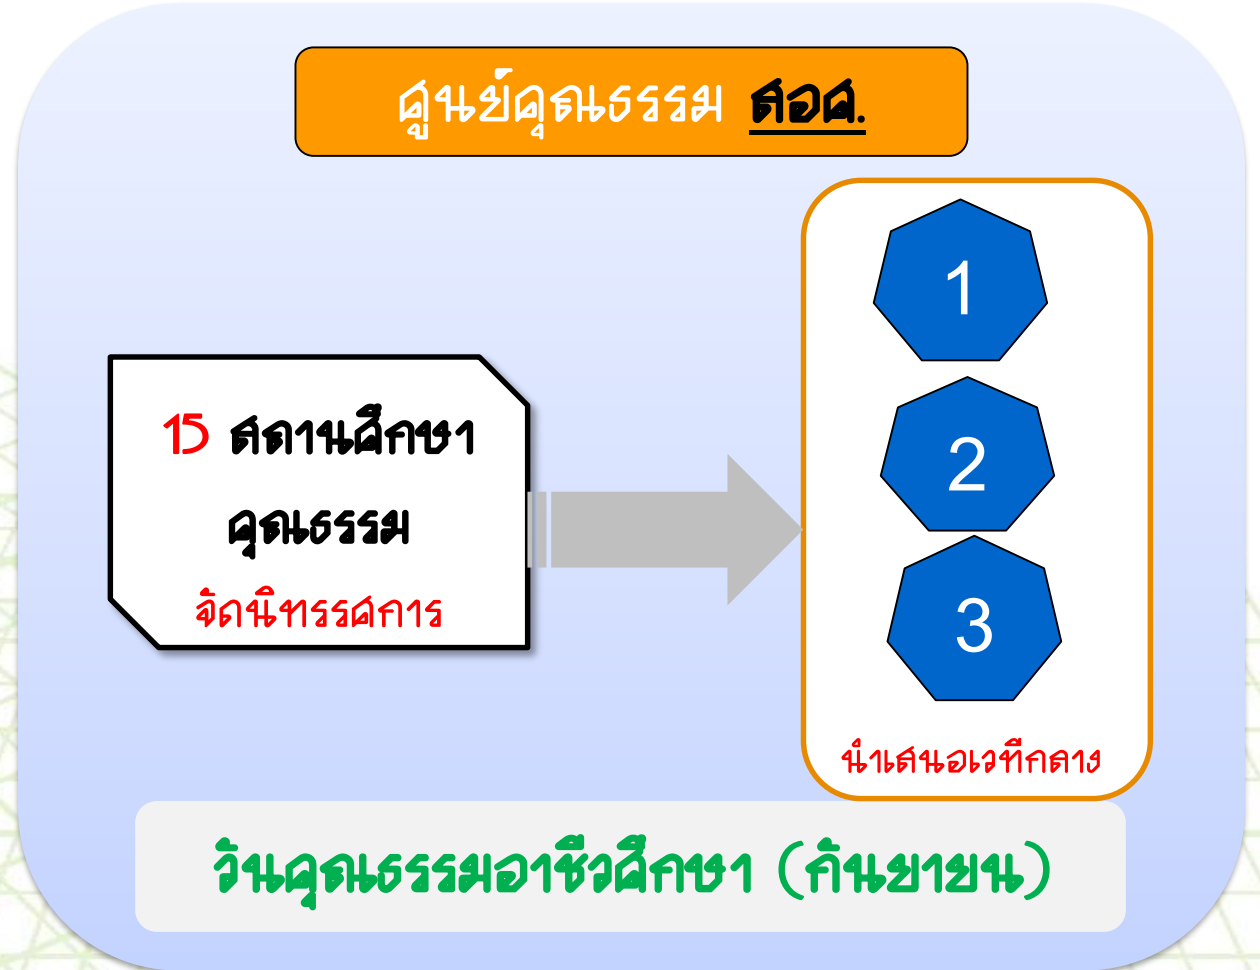 ศูนย์คุณธรรม สอศ.
15 สถานศึกษา
คุณธรรม
จัดนิทรรศการ
1
2
3
นำเสนอเวทีกลาง
วันคุณธรรมอาชีวศึกษา (กันยายน)